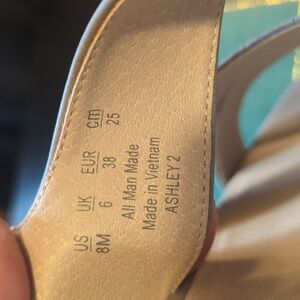 US UK EUR cm
8M 6 38 25
All Man Made
Made in Vietnam
ASHLEY 2